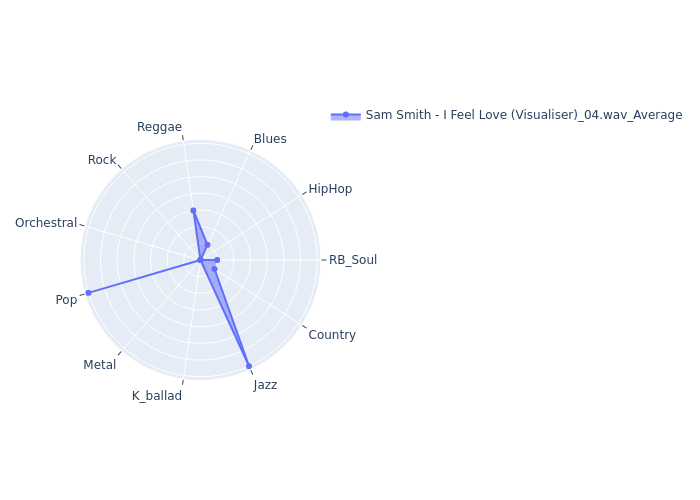 Sam Smith - I Feel Love (Visualiser)_04.wav_Average
Reggae
Blues
Rock
HipHop
Orchestral
RB_Soul
Pop
Country
Metal
Jazz
K_ballad